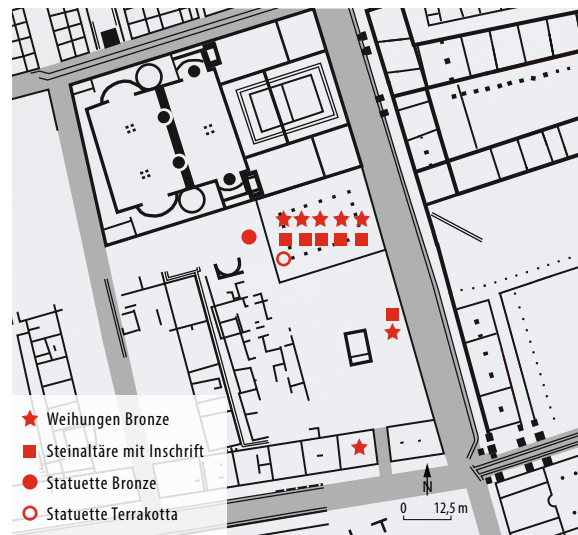 Weihungen Bronze
Steinaltäre mit Inschrift
Statuette Bronze
Statuette Terrakotta
N
0 12,5 m